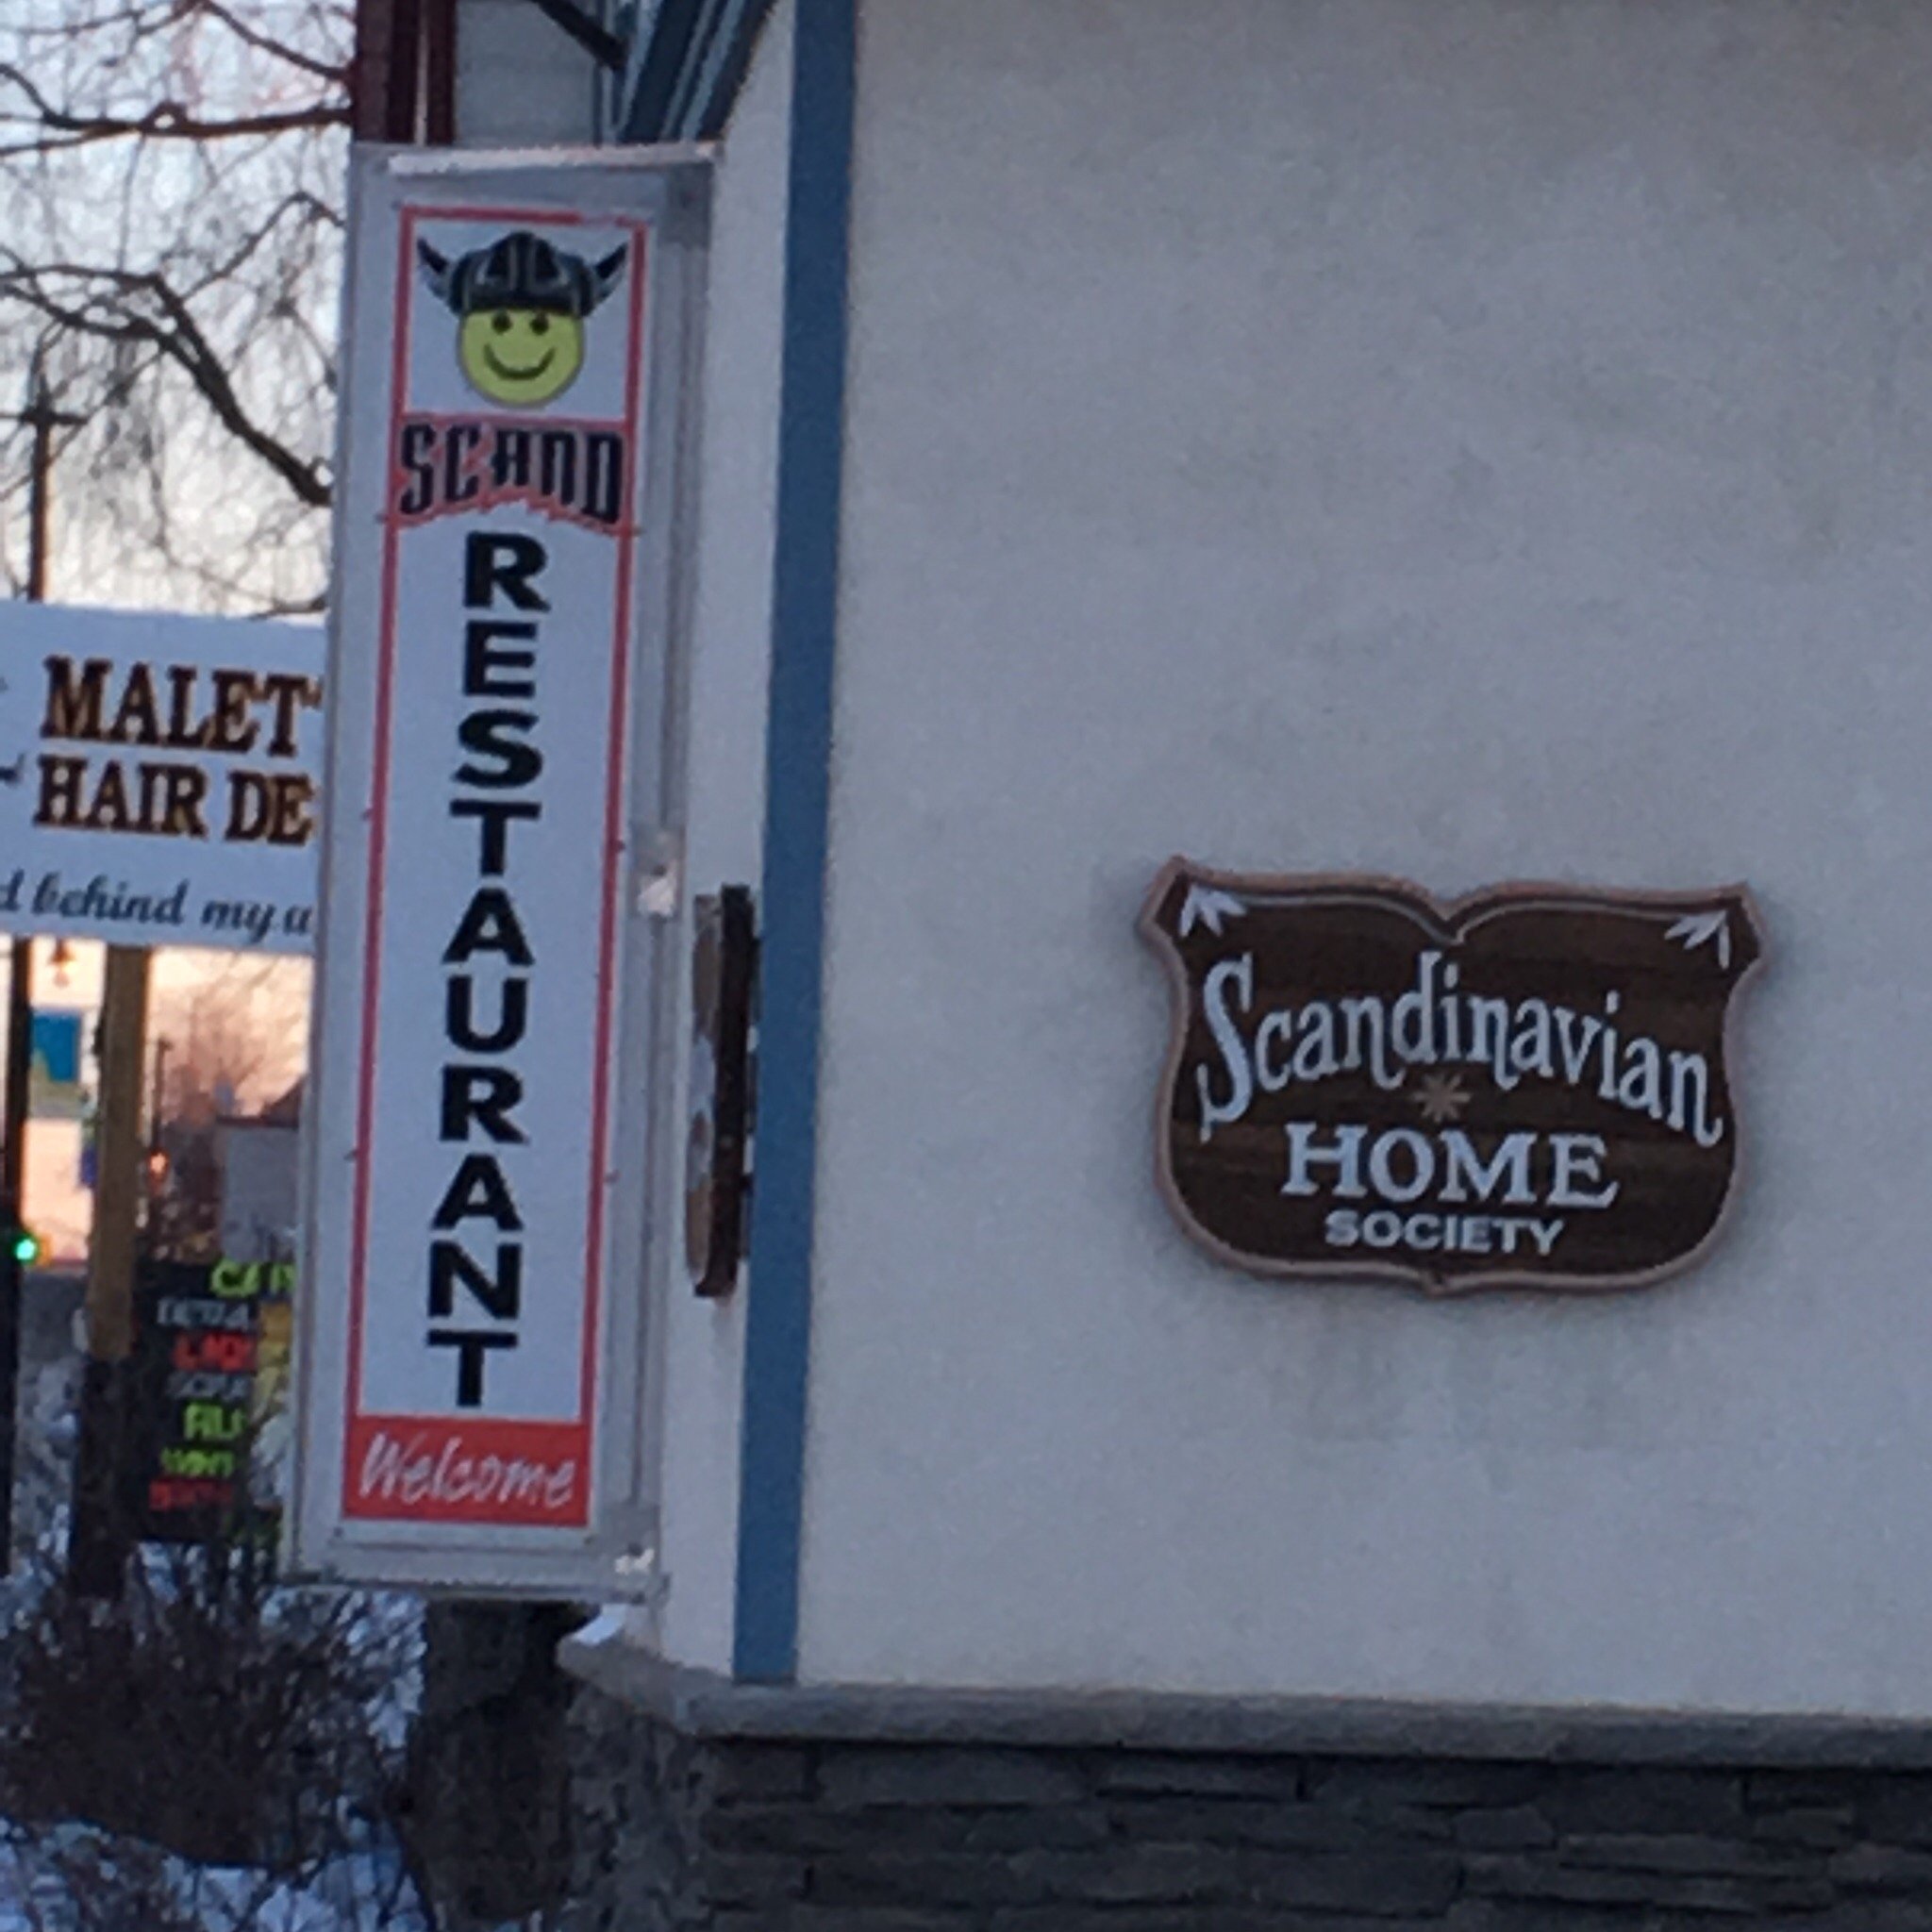 SCAND
RESTAURANT
Welcome
MALET
HAIR DE
behind my
Scandinavian
HOME
SOCIETY